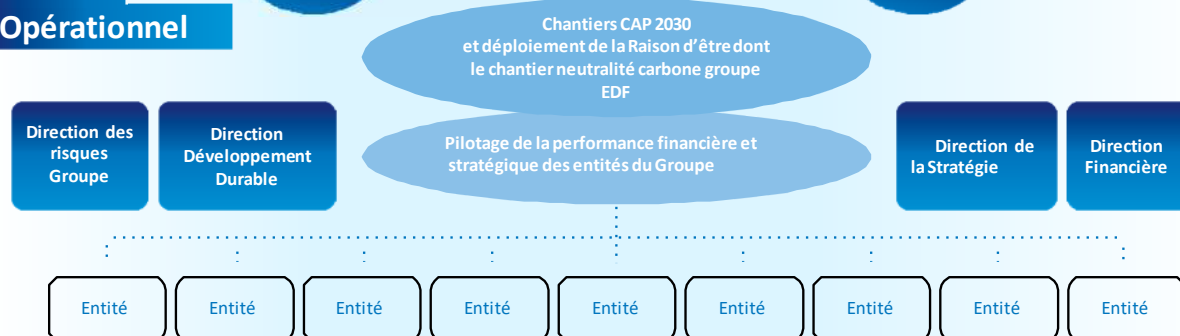 Opérationnel
Chantiers CAP 2030
et déploiement de la Raison d'être dont
le chantier neutralité carbone groupe
EDF
Direction des
risques
Groupe
Direction
Développement
Durable
Pilotage de la performance financière et
stratégique des entités du Groupe
Direction de
la Stratégie
Direction
Financière
Entité
Entité
Entité
Entité
Entité
Entité
Entité
Entité
Entité